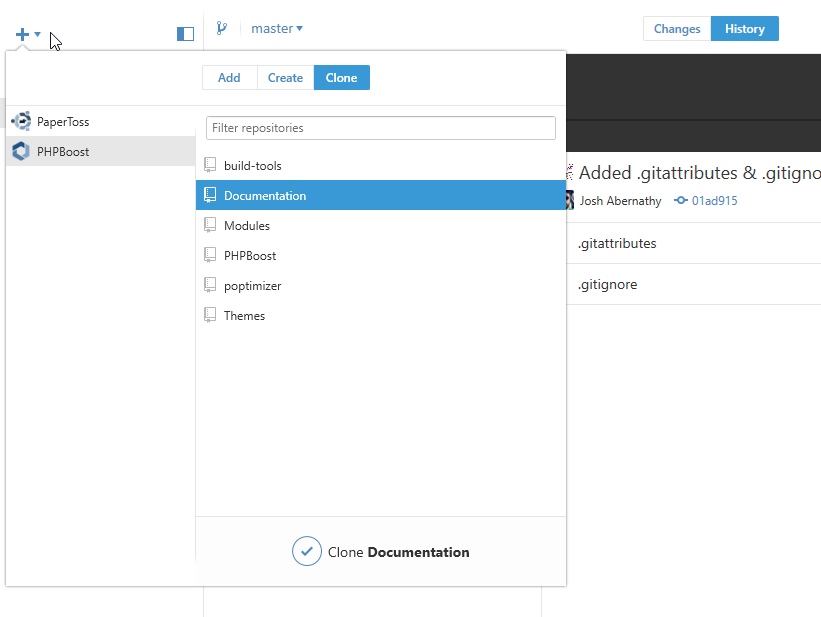 master
Changes
History
Add
Create
Clone
PaperToss
PHPBoost
Filter repositories
build-tools
Documentation
Modules
PHPBoost
poptimizer
Themes
Clone Documentation
Added .gitattributes & .gitigno
Josh Abernathy 01ad915
.gitattributes
.gitignore